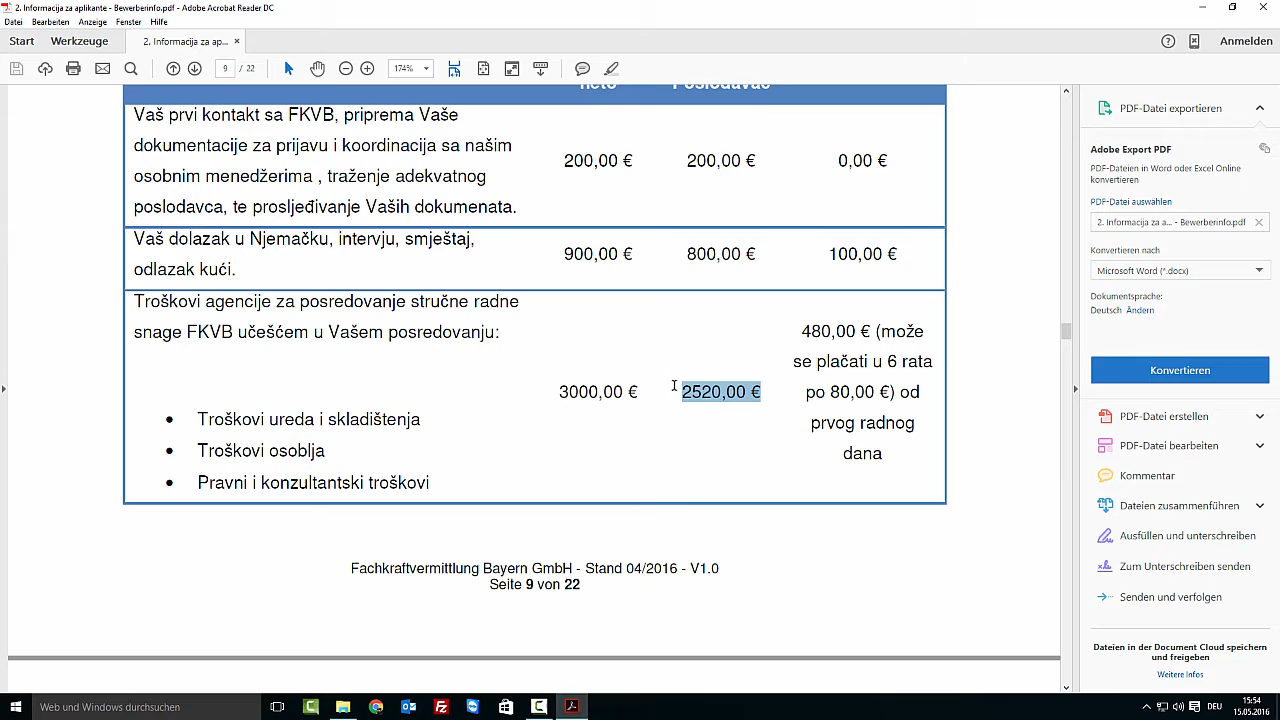 2. Informacija za aplikante - Bewerberinfo.pdf - Adobe Acrobat Reader DC
Datei Bearbeiten Anzeige Fenster Hilfe
Start Werkzeuge 2. Informacija za ap... × Anmelden
9 / 22 174%
neto Poslodavac
Vaš prvi kontakt sa FKVB, priprema Vaše
dokumentacije za prijavu i koordinacija sa našim
osobnim menedžerima , traženje adekvatnog
poslodavca, te prosljeđivanje Vaših dokumenata.
200,00 € 200,00 € 0,00 €
Vaš dolazak u Njemačku, intervju, smještaj,
odlazak kući.
900,00 € 800,00 € 100,00 €
Troškovi agencije za posredovanje stručne radne
snage FKVB učešćem u Vašem posredovanju:
• Troškovi ureda i skladištenja
• Troškovi osoblja
• Pravni i konzultantski troškovi
3000,00 € 2520,00 €
480,00 € (može
se plaćati u 6 rata
po 80,00 €) od
prvog radnog
dana
Fachkraftvermittlung Bayern GmbH - Stand 04/2016 - V1.0
Seite 9 von 22
PDF-Datei exportieren
Adobe Export PDF
PDF-Dateien in Word oder Excel Online
konvertieren
PDF-Datei auswählen
2. Informacija za a... - Bewerberinfo.pdf ×
Konvertieren nach
Microsoft Word (*.docx)
Dokumentsprache:
Deutsch Ändern
Konvertieren
PDF-Datei erstellen
PDF-Datei bearbeiten
Kommentar
Dateien zusammenführen
Ausfüllen und unterschreiben
Zum Unterschreiben senden
Senden und verfolgen
Dateien in der Document Cloud speichern
und freigeben
Weitere Infos
Web und Windows durchsuchen
DEU
15:54
15.05.2016